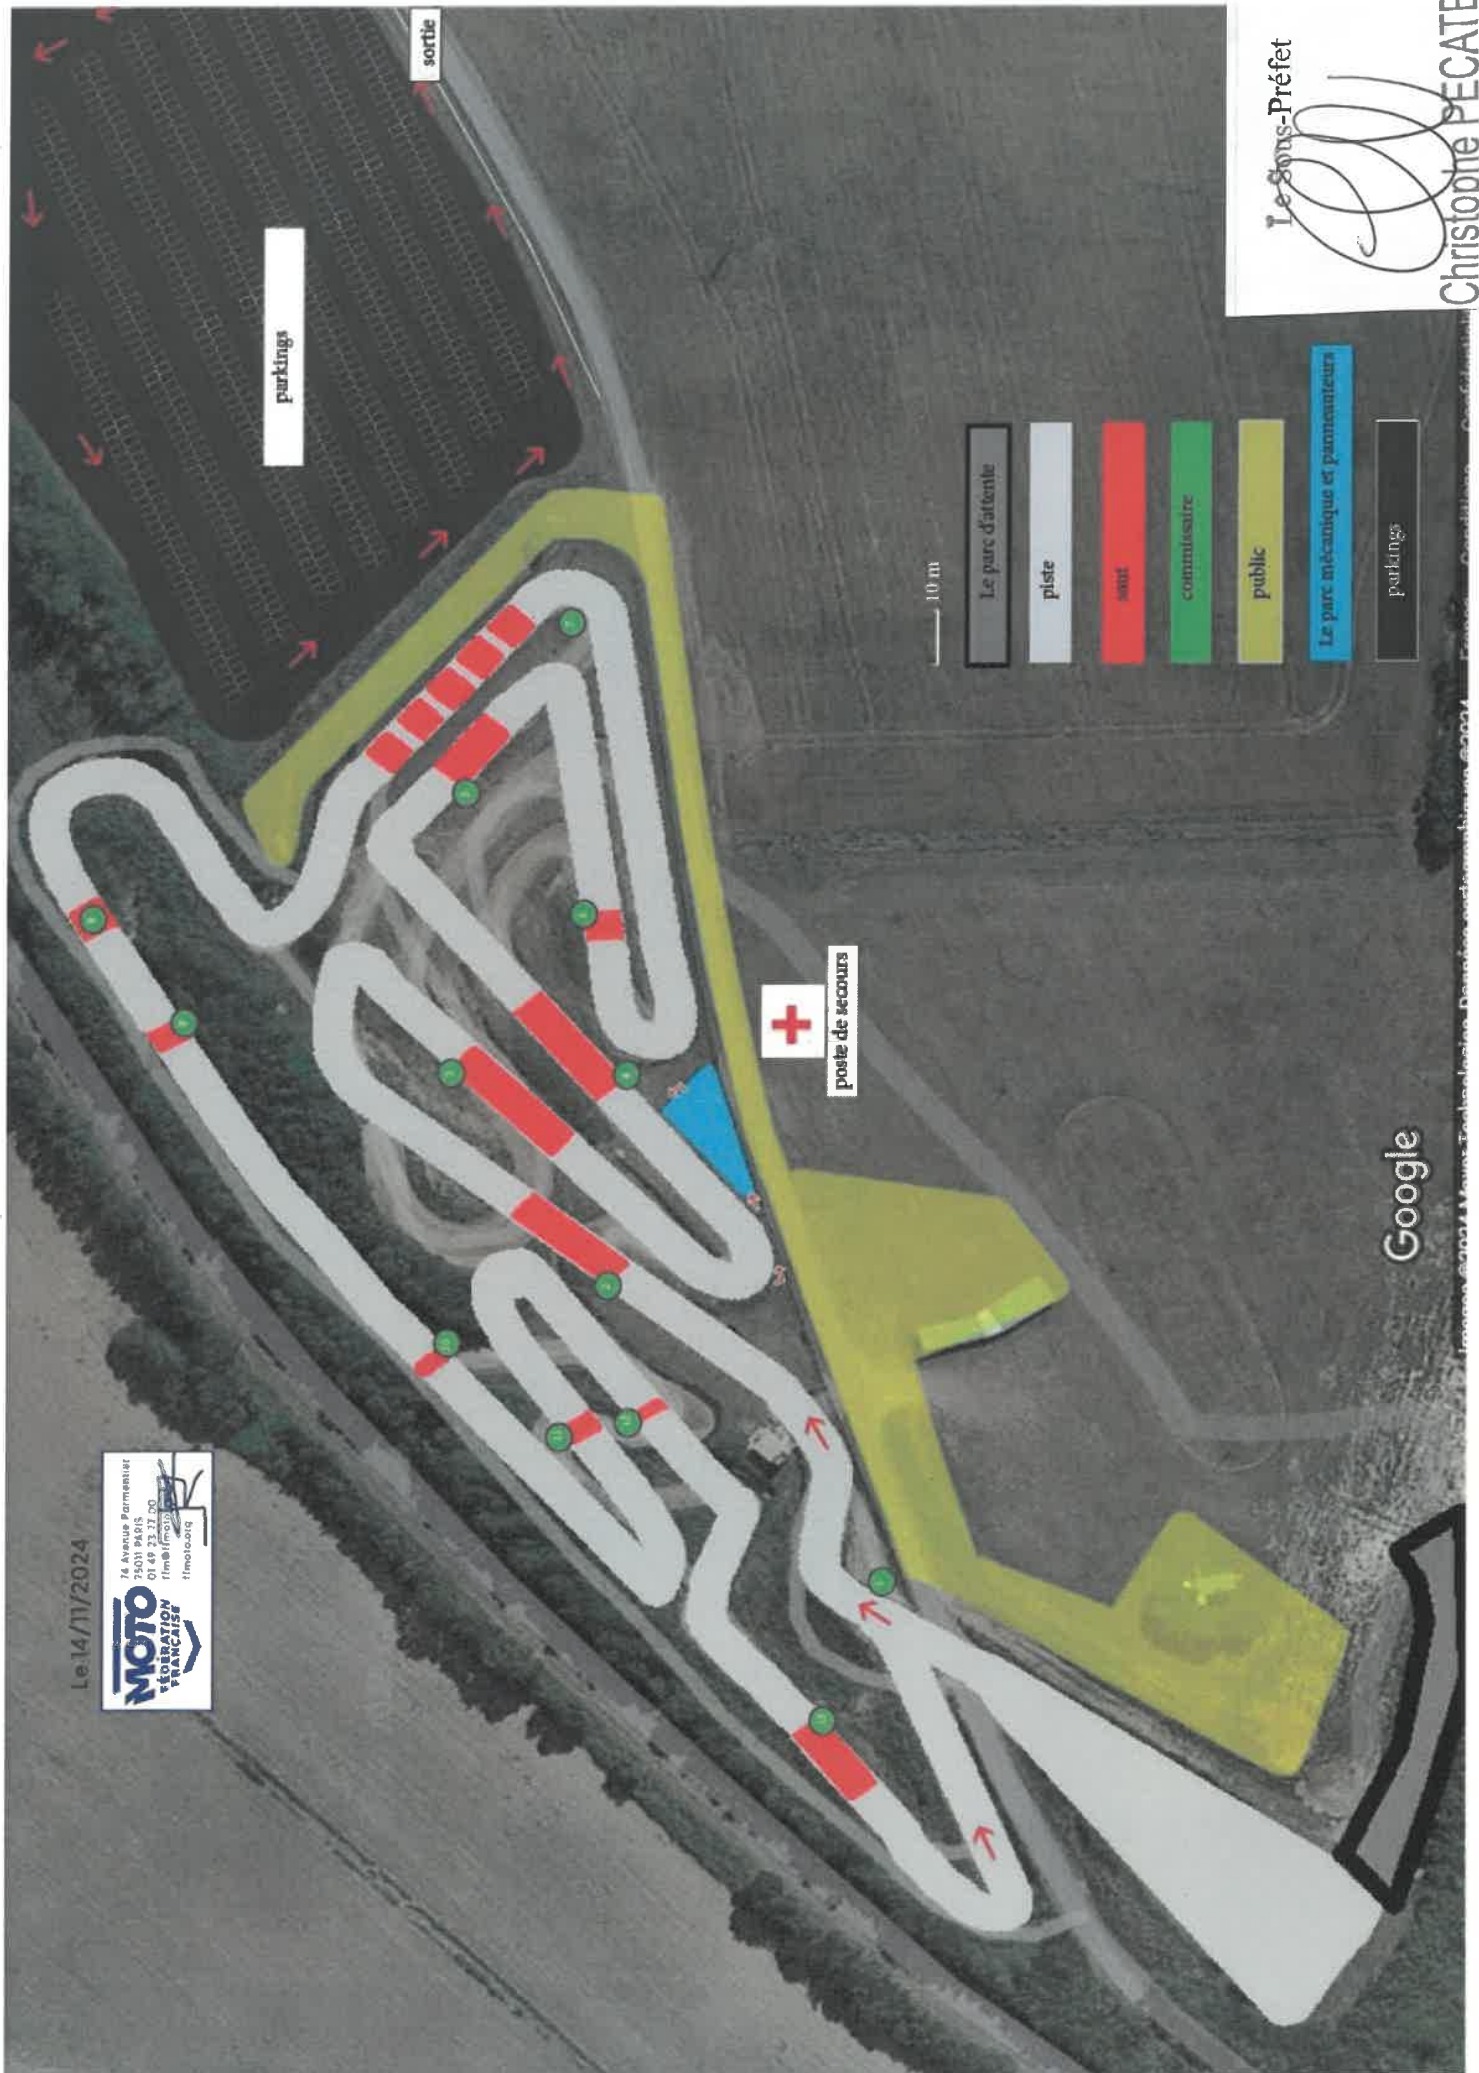 Le 14/11/2024
MOTO
FÉDÉRATION
FRANÇAISE
74 Avenue Parmentier
75011 PARIS
01 49 23 77 00
ffmoto.org
sortie
parkings
poste de secours
10 m
Le parc d'attente
piste
saut
commissaire
public
Le parc mécanique et panneauteurs
parkings
Google
Le Sous-Préfet
Christophe PECATE